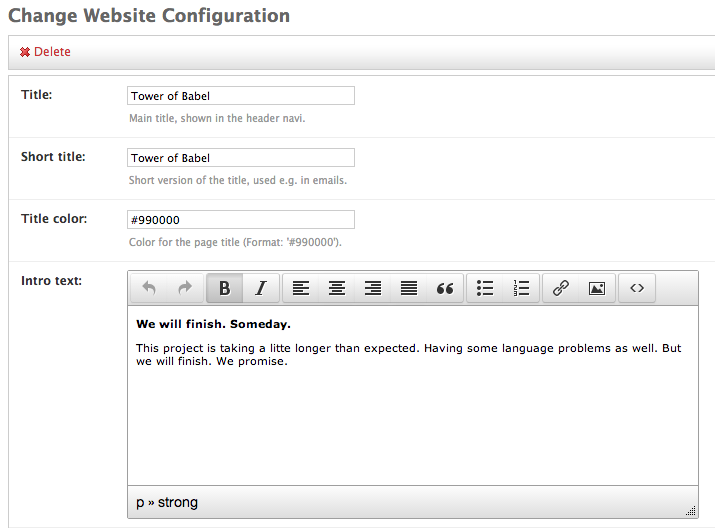 Change Website Configuration
Delete
Title:
Tower of Babel
Main title, shown in the header navi.
Short title:
Tower of Babel
Short version of the title, used e.g. in emails.
Title color:
#990000
Color for the page title (Format: '#990000').
Intro text:
B I
We will finish. Someday.
This project is taking a litte longer than expected. Having some language problems as well. But
we will finish. We promise.
p » strong